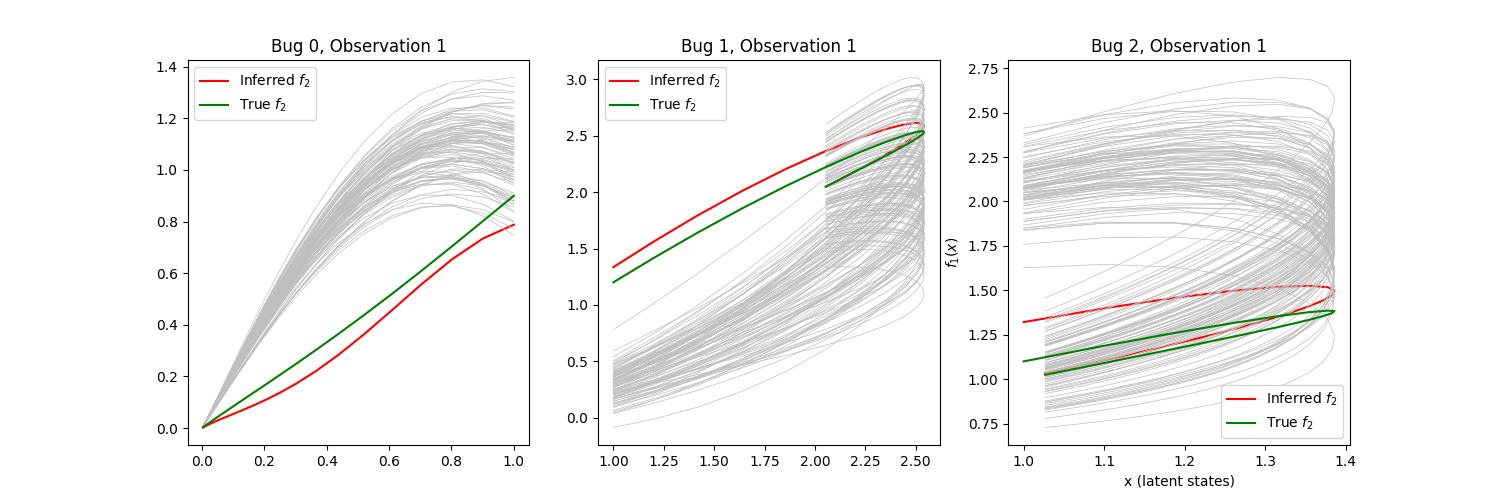 Bug 0, Observation 1
Inferred f₂
True f₂
1.4
1.2
1.0
0.8
0.6
0.4
0.2
0.0
0.0 0.2 0.4 0.6 0.8 1.0
Bug 1, Observation 1
Inferred f₂
True f₂
3.0
2.5
2.0
1.5
1.0
0.5
0.0
1.00 1.25 1.50 1.75 2.00 2.25 2.50
Bug 2, Observation 1
2.75
2.50
2.25
2.00
1.75
1.50
1.25
1.00
0.75
f₁(x)
Inferred f₂
True f₂
1.0 1.1 1.2 1.3 1.4
x (latent states)